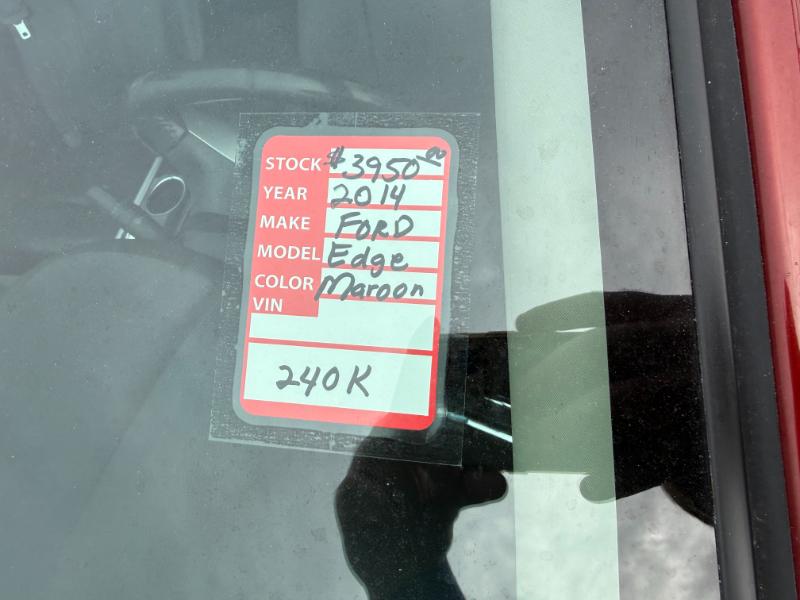 STOCK $3950.00
YEAR 2014
MAKE FORD
MODEL Edge
COLOR Maroon
VIN
240K